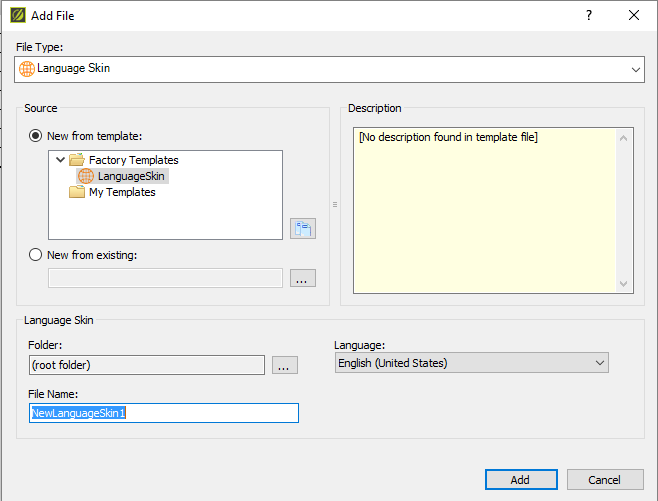 Add File
?
File Type:
Language Skin
Source
New from template:
Factory Templates
LanguageSkin
My Templates
New from existing:
...
Description
[No description found in template file]
Language Skin
Folder:
(root folder)
...
Language:
English (United States)
File Name:
NewLanguageSkin1
Add
Cancel